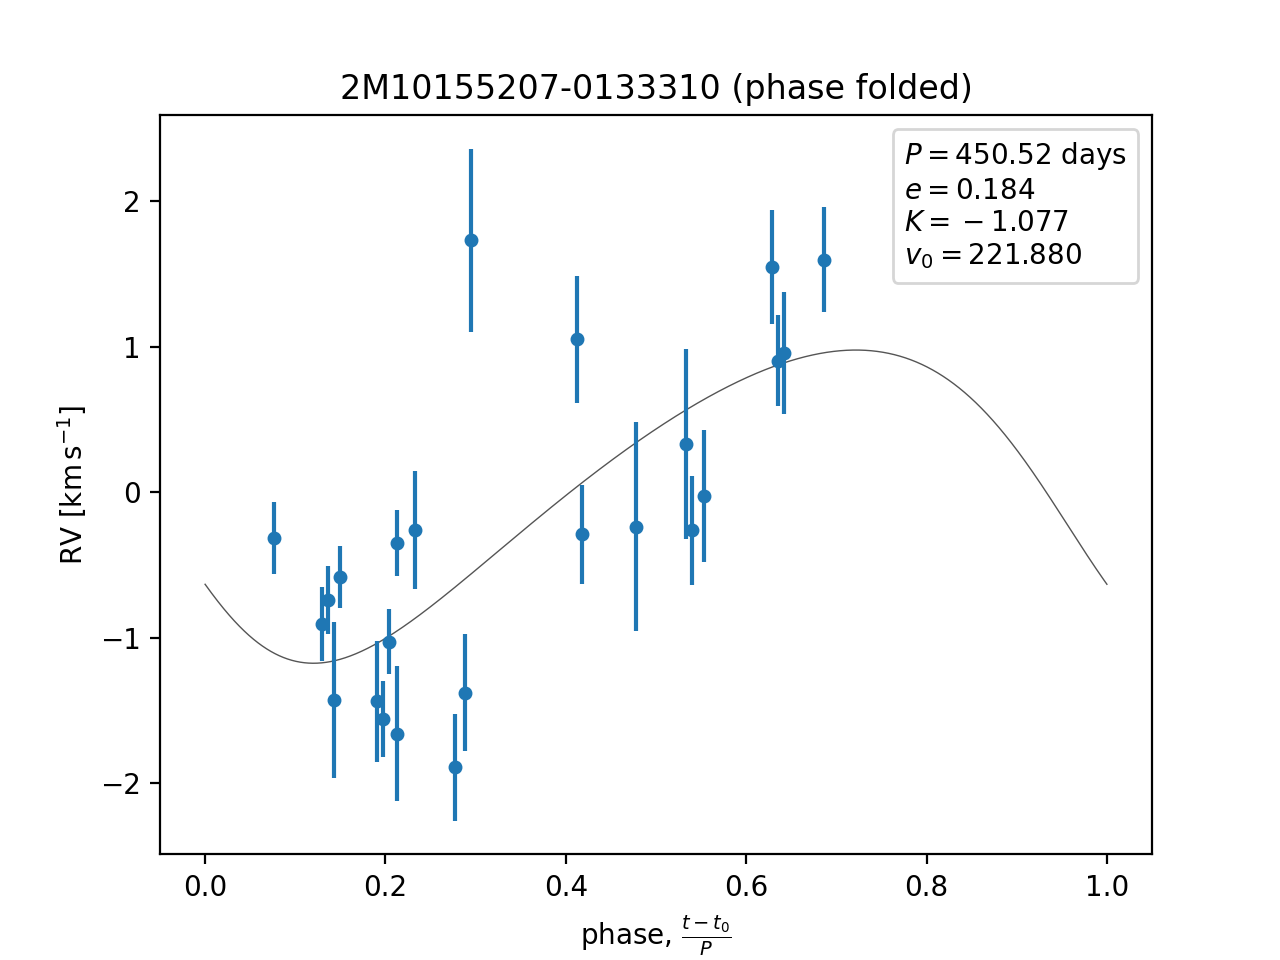 2M10155207-0133310 (phase folded)
P = 450.52 days
e = 0.184
K = −1.077
v₀ = 221.880
RV [km s⁻¹]
2
1
0
−1
−2
0.0 0.2 0.4 0.6 0.8 1.0
phase, (t − t₀)/P